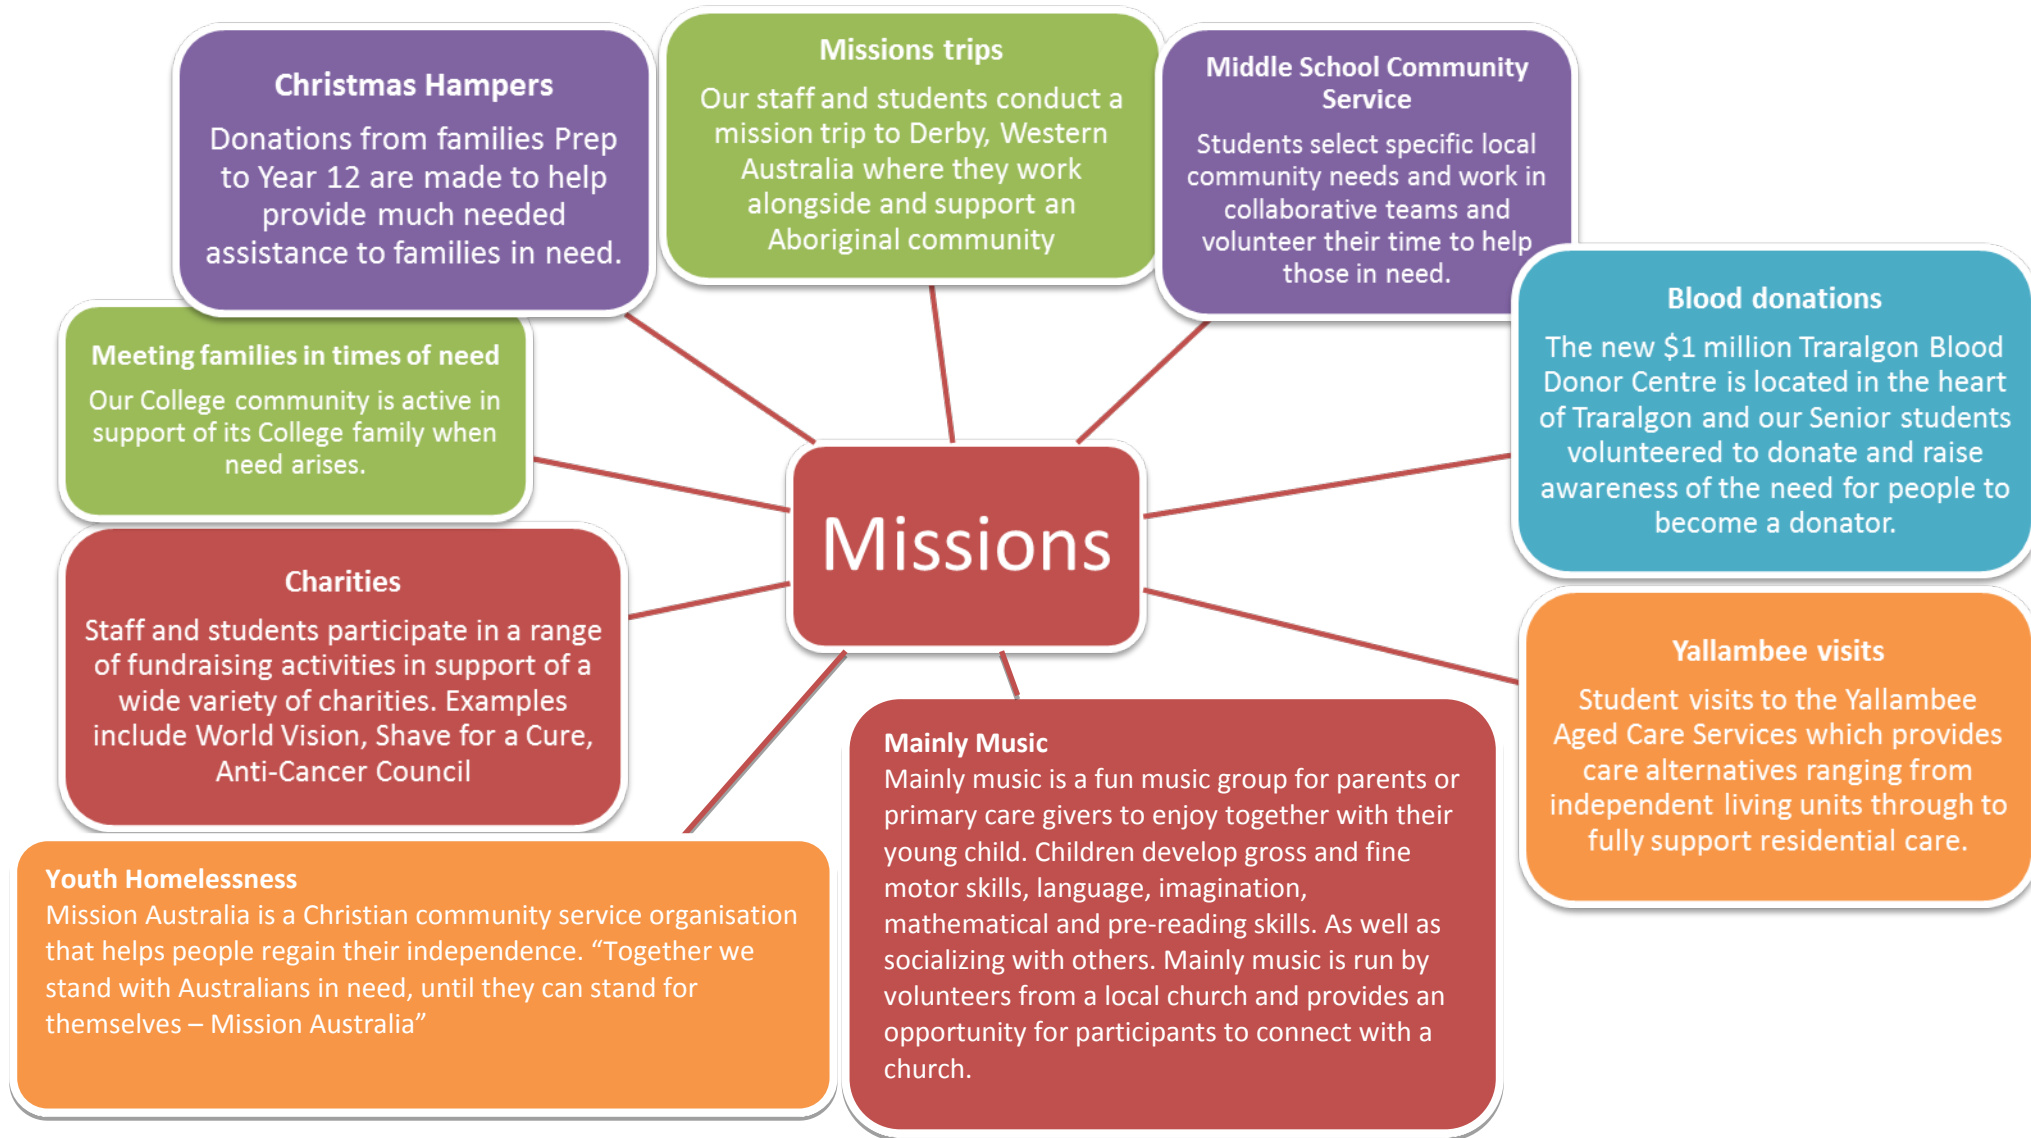 Christmas Hampers
Donations from families Prep
to Year 12 are made to help
provide much needed
assistance to families in need.
Missions trips
Our staff and students conduct a
mission trip to Derby, Western
Australia where they work
alongside and support an
Aboriginal community
Middle School Community
Service
Students select specific local
community needs and work in
collaborative teams and
volunteer their time to help
those in need.
Blood donations
The new $1 million Traralgon Blood
Donor Centre is located in the heart
of Traralgon and our Senior students
volunteered to donate and raise
awareness of the need for people to
become a donator.
Meeting families in times of need
Our College community is active in
support of its College family when
need arises.
Missions
Charities
Staff and students participate in a range
of fundraising activities in support of a
wide variety of charities. Examples
include World Vision, Shave for a Cure,
Anti-Cancer Council
Yallambee visits
Student visits to the Yallambee
Aged Care Services which provides
care alternatives ranging from
independent living units through to
fully support residential care.
Mainly Music
Mainly music is a fun music group for parents or
primary care givers to enjoy together with their
young child. Children develop gross and fine
motor skills, language, imagination,
mathematical and pre-reading skills. As well as
socializing with others. Mainly music is run by
volunteers from a local church and provides an
opportunity for participants to connect with a
church.
Youth Homelessness
Mission Australia is a Christian community service organisation
that helps people regain their independence. “Together we
stand with Australians in need, until they can stand for
themselves – Mission Australia”